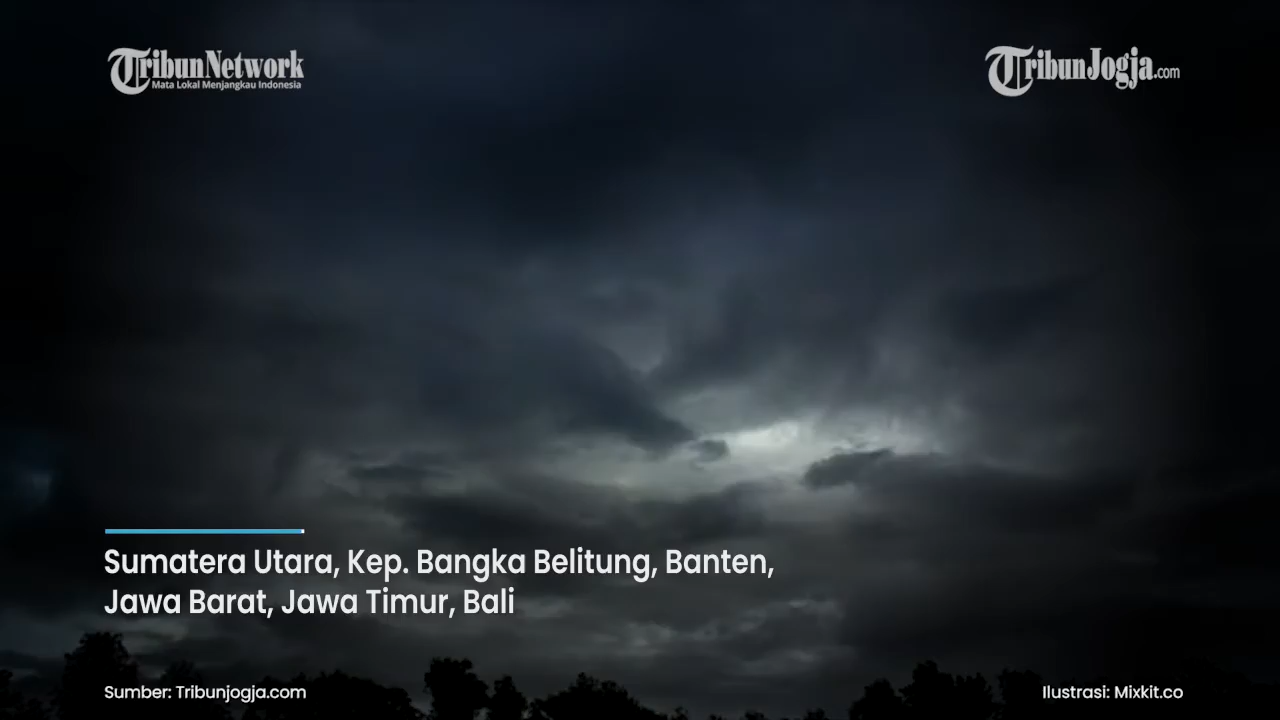 TribunNetwork
Mata Lokal Menjangkau Indonesia
TribunJogja.com
Sumatera Utara, Kep. Bangka Belitung, Banten,
Jawa Barat, Jawa Timur, Bali
Sumber: Tribunjogja.com
Ilustrasi: Mixkit.co